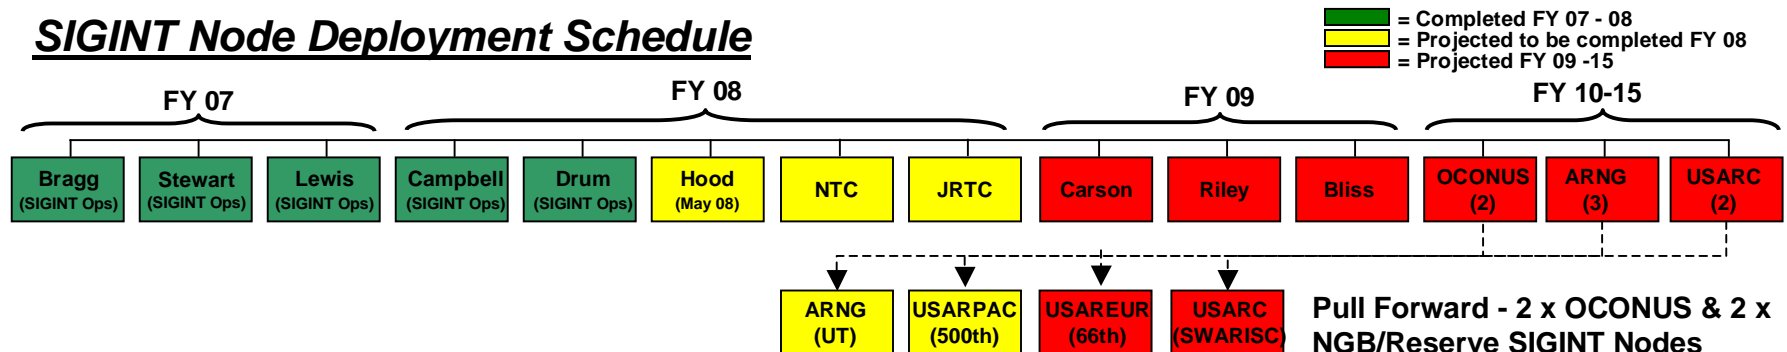 SIGINT Node Deployment Schedule
= Completed FY 07 - 08
= Projected to be completed FY 08
= Projected FY 09 -15
FY 07
FY 08
FY 09
FY 10-15
Bragg
(SIGINT Ops)
Stewart
(SIGINT Ops)
Lewis
(SIGINT Ops)
Campbell
(SIGINT Ops)
Drum
(SIGINT Ops)
Hood
(May 08)
NTC
JRTC
Carson
Riley
Bliss
OCONUS
(2)
ARNG
(3)
USARC
(2)
ARNG
(UT)
USARPAC
(500th)
USAREUR
(66th)
USARC
(SWARISC)
Pull Forward - 2 x OCONUS & 2 x
NGB/Reserve SIGINT Nodes